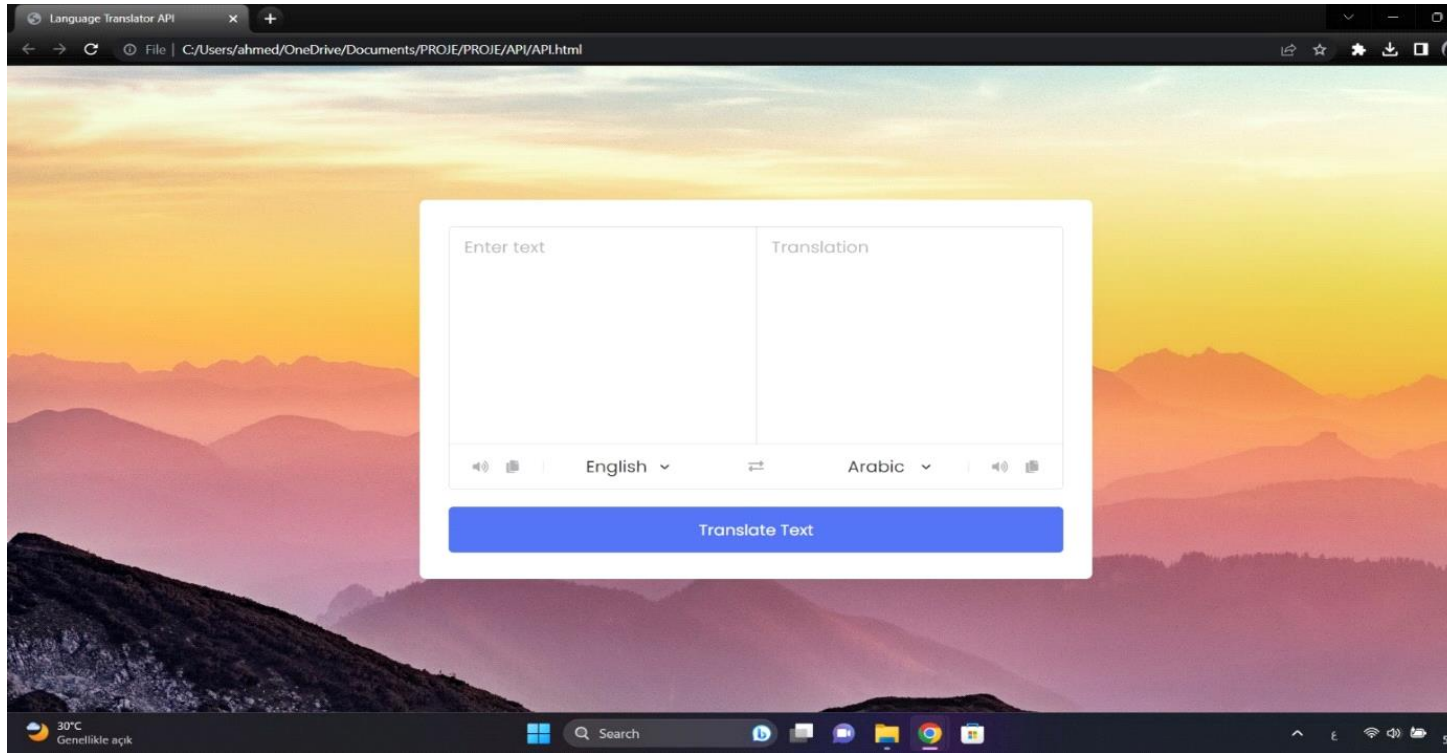 Language Translator API
File | C:/Users/ahmed/OneDrive/Documents/PROJE/PROJE/API/API.html
Enter text
Translation
English
Arabic
Translate Text
30°C
Genellikle açık
Search
ع